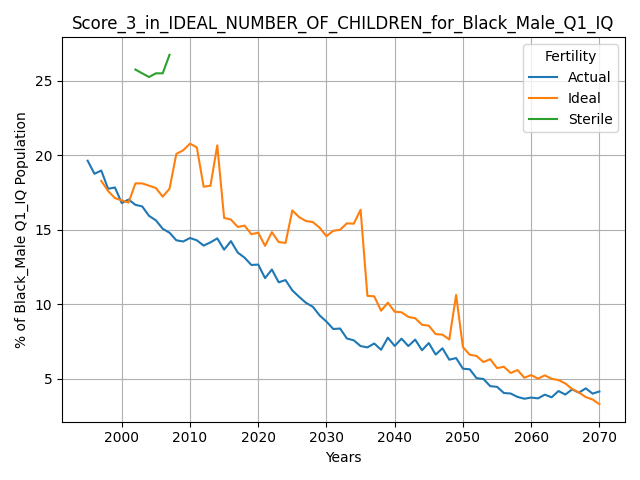 Score_3_in_IDEAL_NUMBER_OF_CHILDREN_for_Black_Male_Q1_IQ
Fertility
Actual
Ideal
Sterile
% of Black_Male Q1_IQ Population
25
20
15
10
5
2000 2010 2020 2030 2040 2050 2060 2070
Years